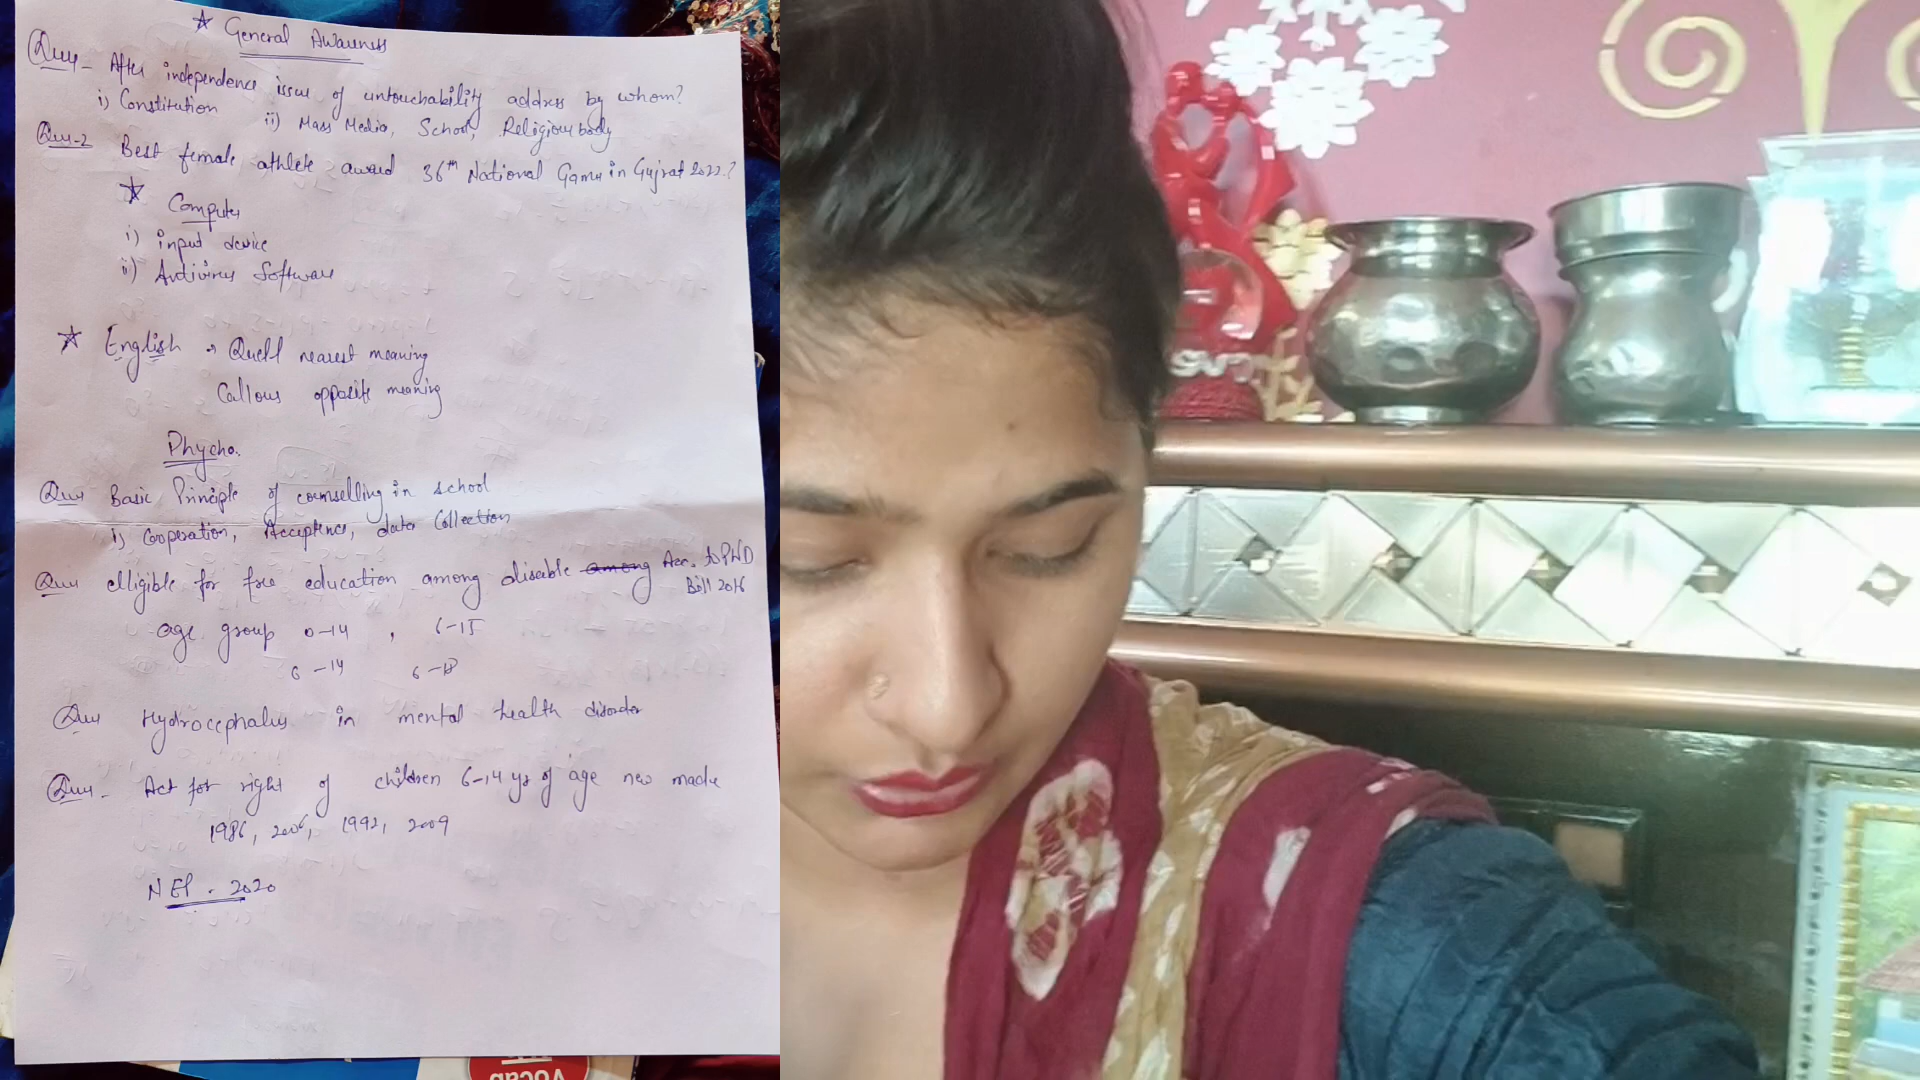 ★ General Awareness
Que- After independence issue of untouchability address by whom?
i) Constitution ii) Mass Media, School, Religious body
Que-2 Best female athlete award 36th National Game in Gujrat 2022?
★ Computer
i) input device
ii) Antivirus Software
★ English → Quell nearest meaning
Callous opposite meaning
Phycho.
Que Basic Principle of counselling in school
i) Cooperation, Acceptence, data Collection
Que elligible for free education among diseble among Acc. to PWD
Bill 2016
age group 0-14, 6-15
6-14 6-18
Que Hydrocephalus in mental health disorder
Que- Act for right of children 6-14 yr of age new made
1986, 2006, 1992, 2009
NEP. 2020
Vocab